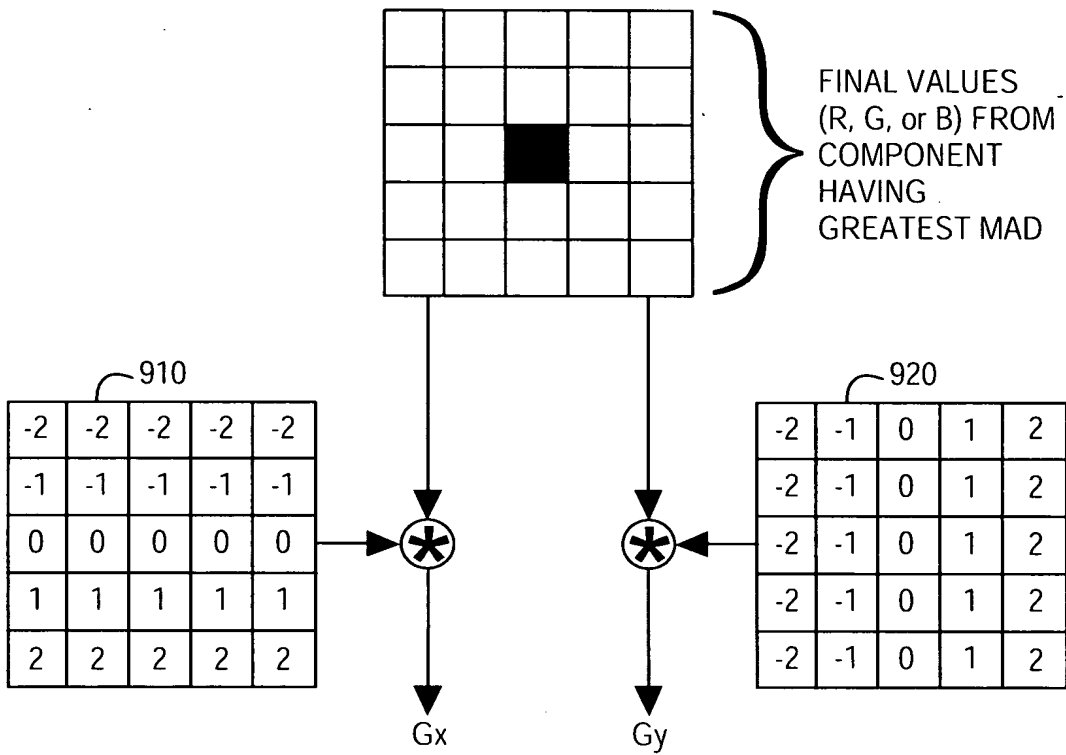 FINAL VALUES
(R, G, or B) FROM
COMPONENT
HAVING
GREATEST MAD
910
-2 -2 -2 -2 -2
-1 -1 -1 -1 -1
0 0 0 0 0
1 1 1 1 1
2 2 2 2 2
920
-2 -1 0 1 2
-2 -1 0 1 2
-2 -1 0 1 2
-2 -1 0 1 2
-2 -1 0 1 2
*
*
Gx
Gy